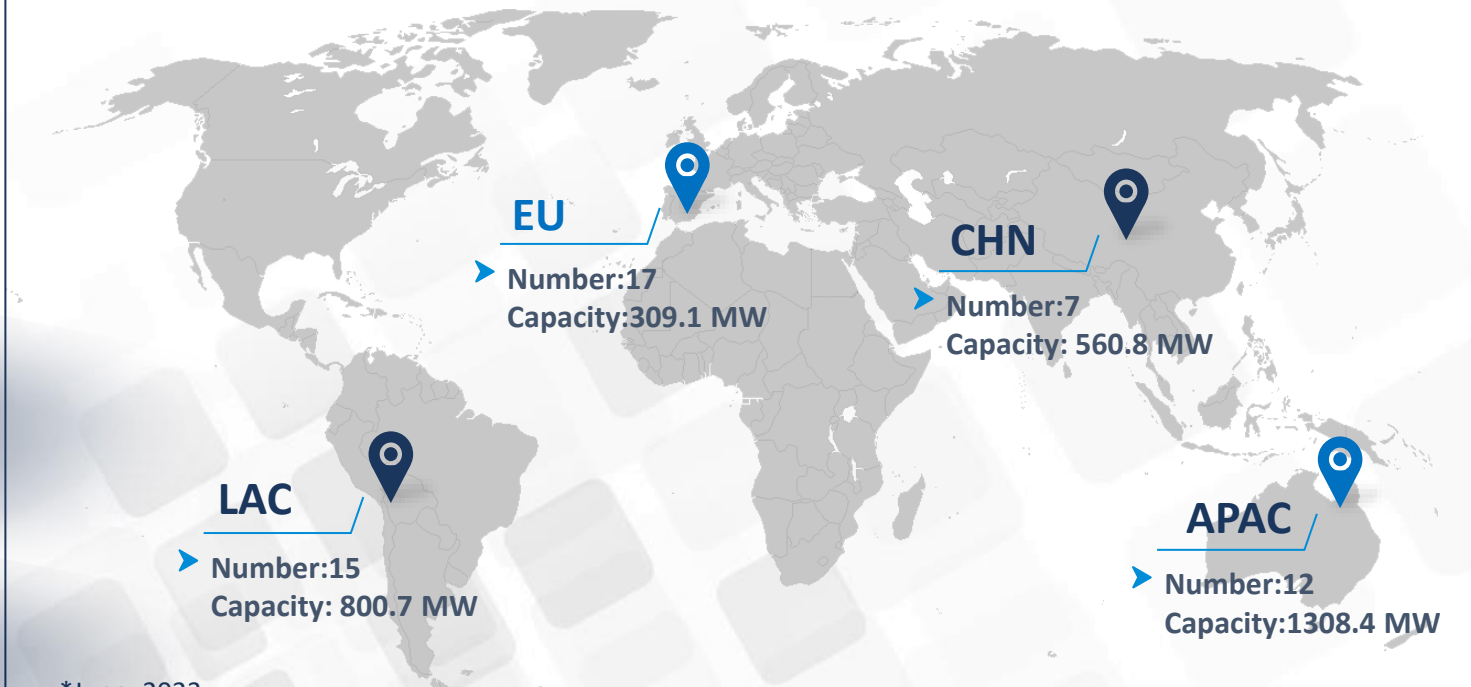 EU
Number:17
Capacity:309.1 MW
CHN
Number:7
Capacity: 560.8 MW
LAC
Number:15
Capacity: 800.7 MW
APAC
Number:12
Capacity:1308.4 MW